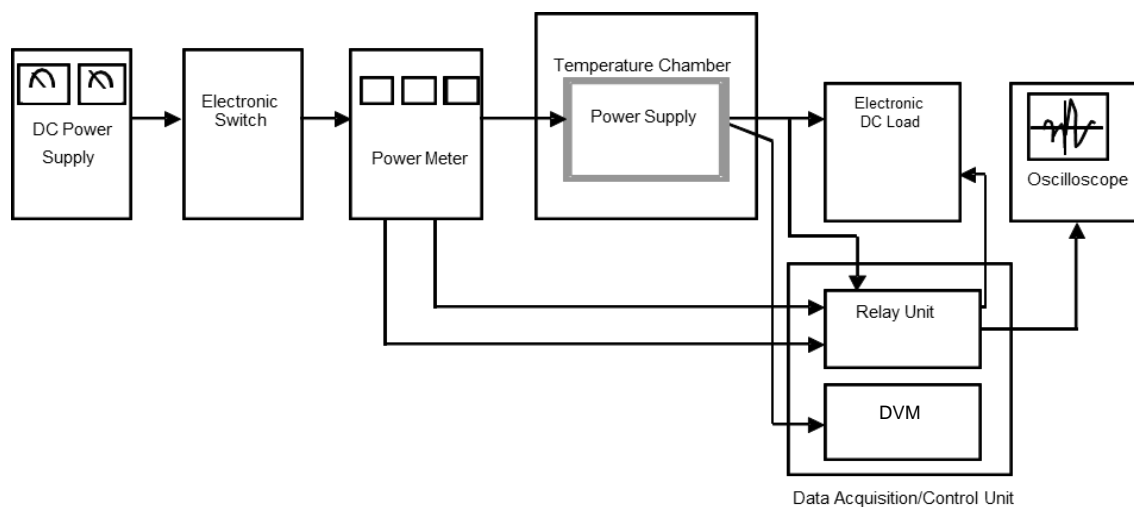 DC Power
Supply
Electronic
Switch
Power Meter
Temperature Chamber
Power Supply
Electronic
DC Load
Oscilloscope
Relay Unit
DVM
Data Acquisition/Control Unit